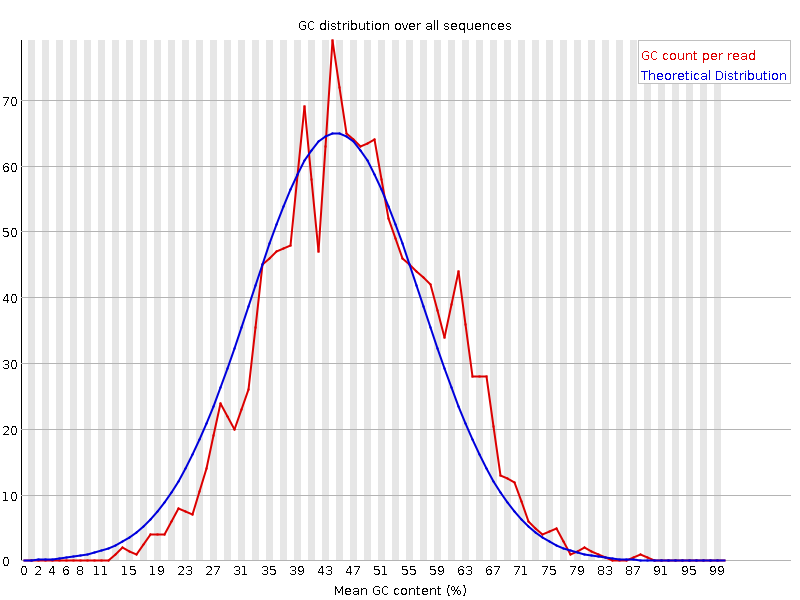 GC distribution over all sequences
GC count per read
Theoretical Distribution
70
60
50
40
30
20
10
0
0 2 4 6 8 11 15 19 23 27 31 35 39 43 47 51 55 59 63 67 71 75 79 83 87 91 95 99
Mean GC content (%)